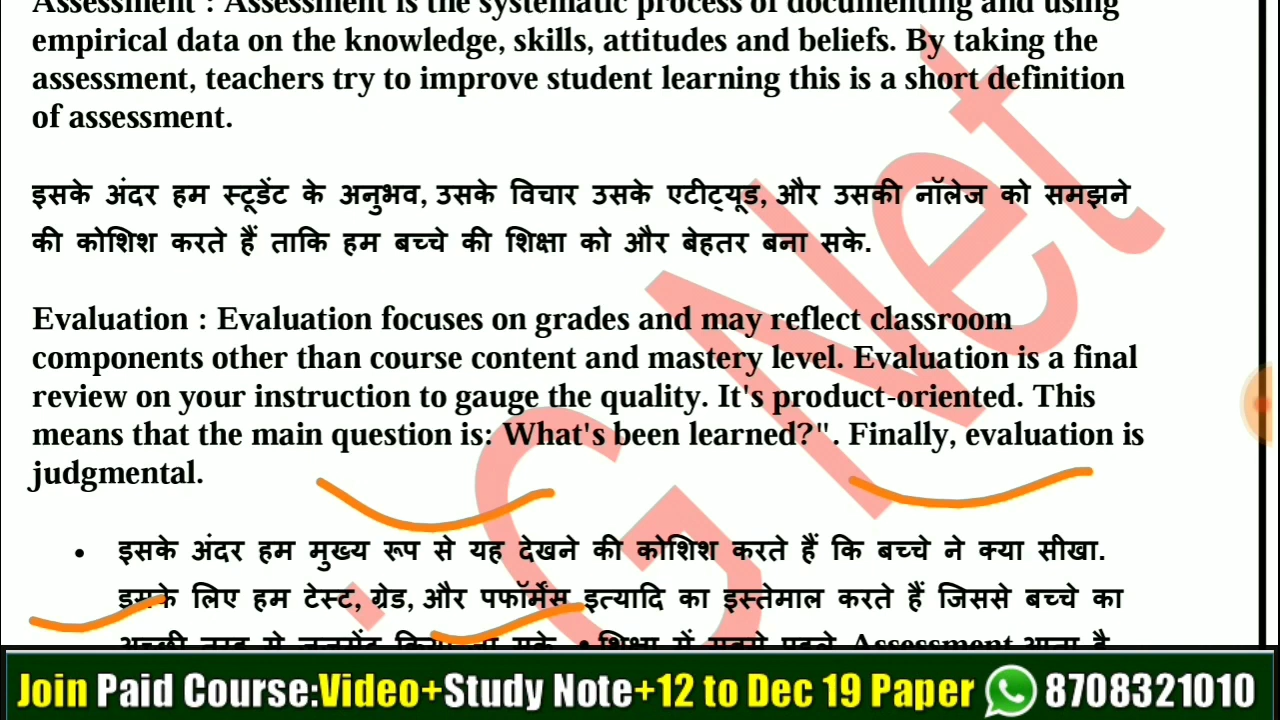 Assessment : Assessment is the systematic process of documenting and using
empirical data on the knowledge, skills, attitudes and beliefs. By taking the
assessment, teachers try to improve student learning this is a short definition
of assessment.
इसके अंदर हम स्टूडेंट के अनुभव, उसके विचार उसके एटीट्यूड, और उसकी नॉलेज को समझने
की कोशिश करते हैं ताकि हम बच्चे की शिक्षा को और बेहतर बना सके.
Evaluation : Evaluation focuses on grades and may reflect classroom
components other than course content and mastery level. Evaluation is a final
review on your instruction to gauge the quality. It's product-oriented. This
means that the main question is: What's been learned?". Finally, evaluation is
judgmental.
• इसके अंदर हम मुख्य रूप से यह देखने की कोशिश करते हैं कि बच्चे ने क्या सीखा.
इसके लिए हम टेस्ट, ग्रेड, और पर्फॉर्मेंस इत्यादि का इस्तेमाल करते हैं जिससे बच्चे का
Assessment आता है
i G Net
Join Paid Course:Video+Study Note+12 to Dec 19 Paper 8708321010